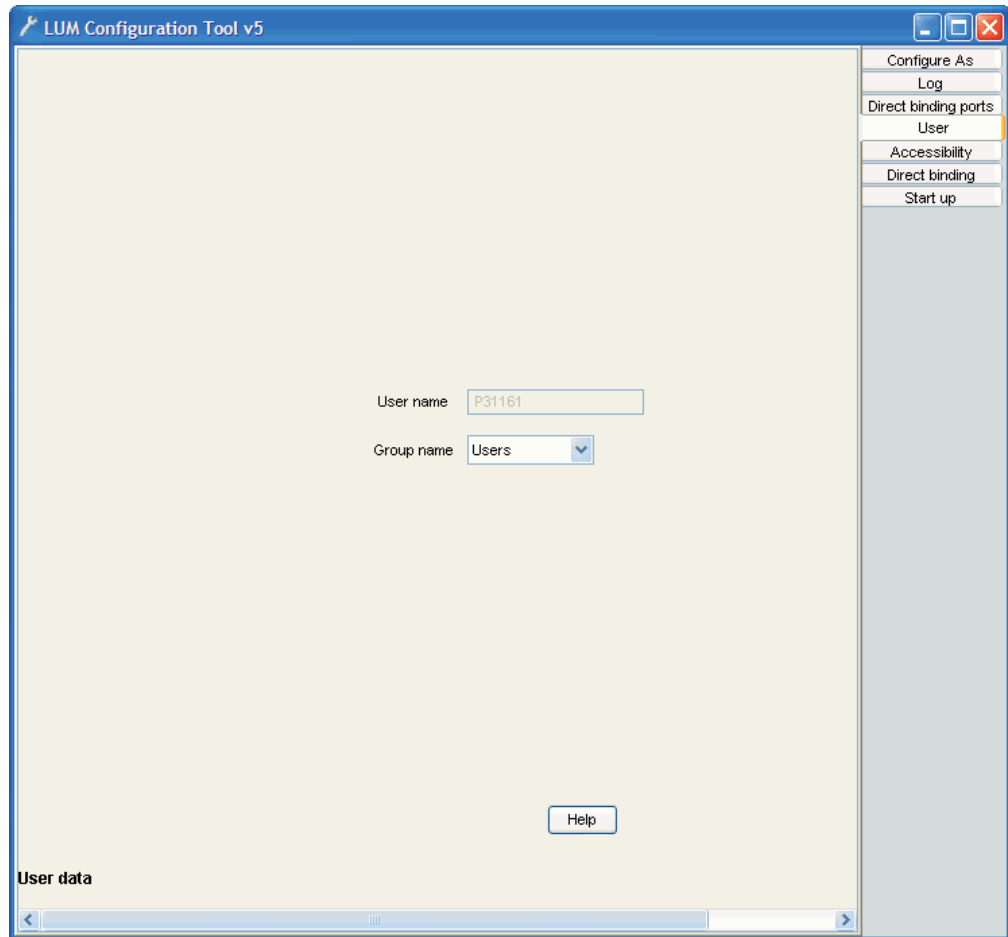 LUM Configuration Tool v5
Configure As
Log
Direct binding ports
User
Accessibility
Direct binding
Start up
User name P31161
Group name Users
Help
User data